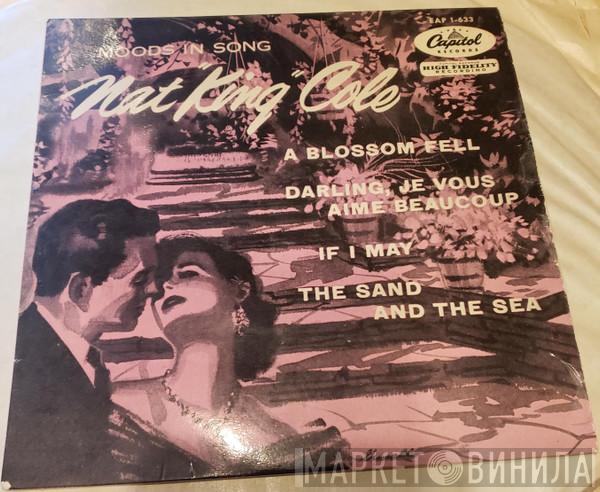 EAP 1-633
Capitol
RECORDS
HIGH FIDELITY
RECORDING
MOODS IN SONG
Nat "King" Cole
A BLOSSOM FELL
DARLING, JE VOUS
AIME BEAUCOUP
IF I MAY
THE SAND
AND THE SEA
МАРКЕТ ВИНИЛА